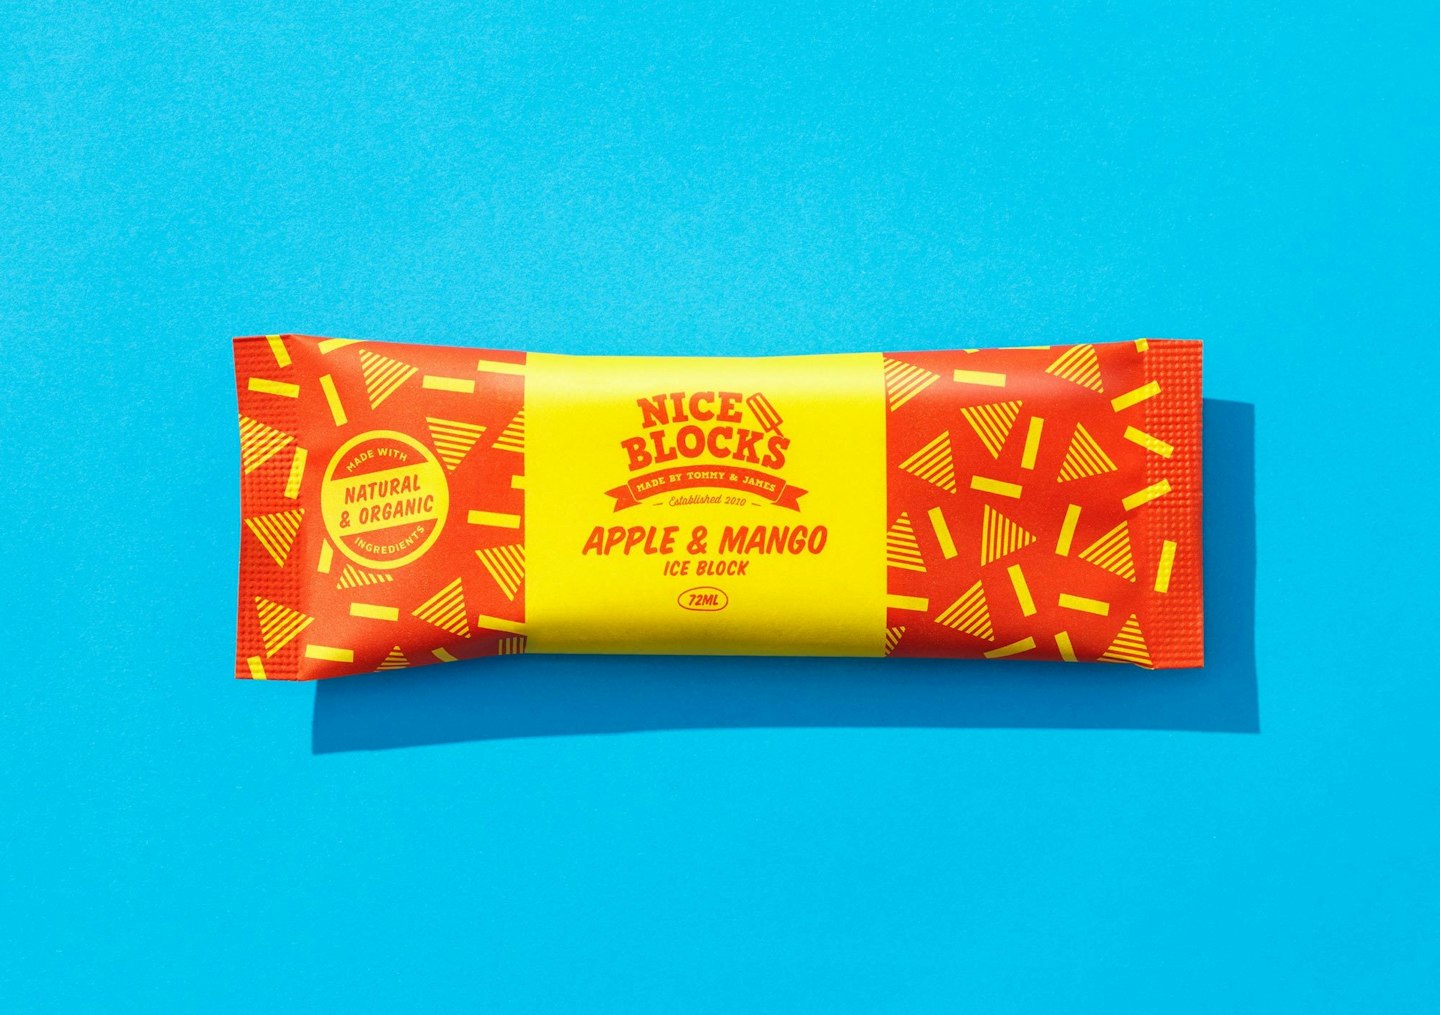 MADE WITH
NATURAL
& ORGANIC
INGREDIENTS
NICE
BLOCKS
MADE BY TOMMY & JAMES
Established 2010
APPLE & MANGO
ICE BLOCK
72ML